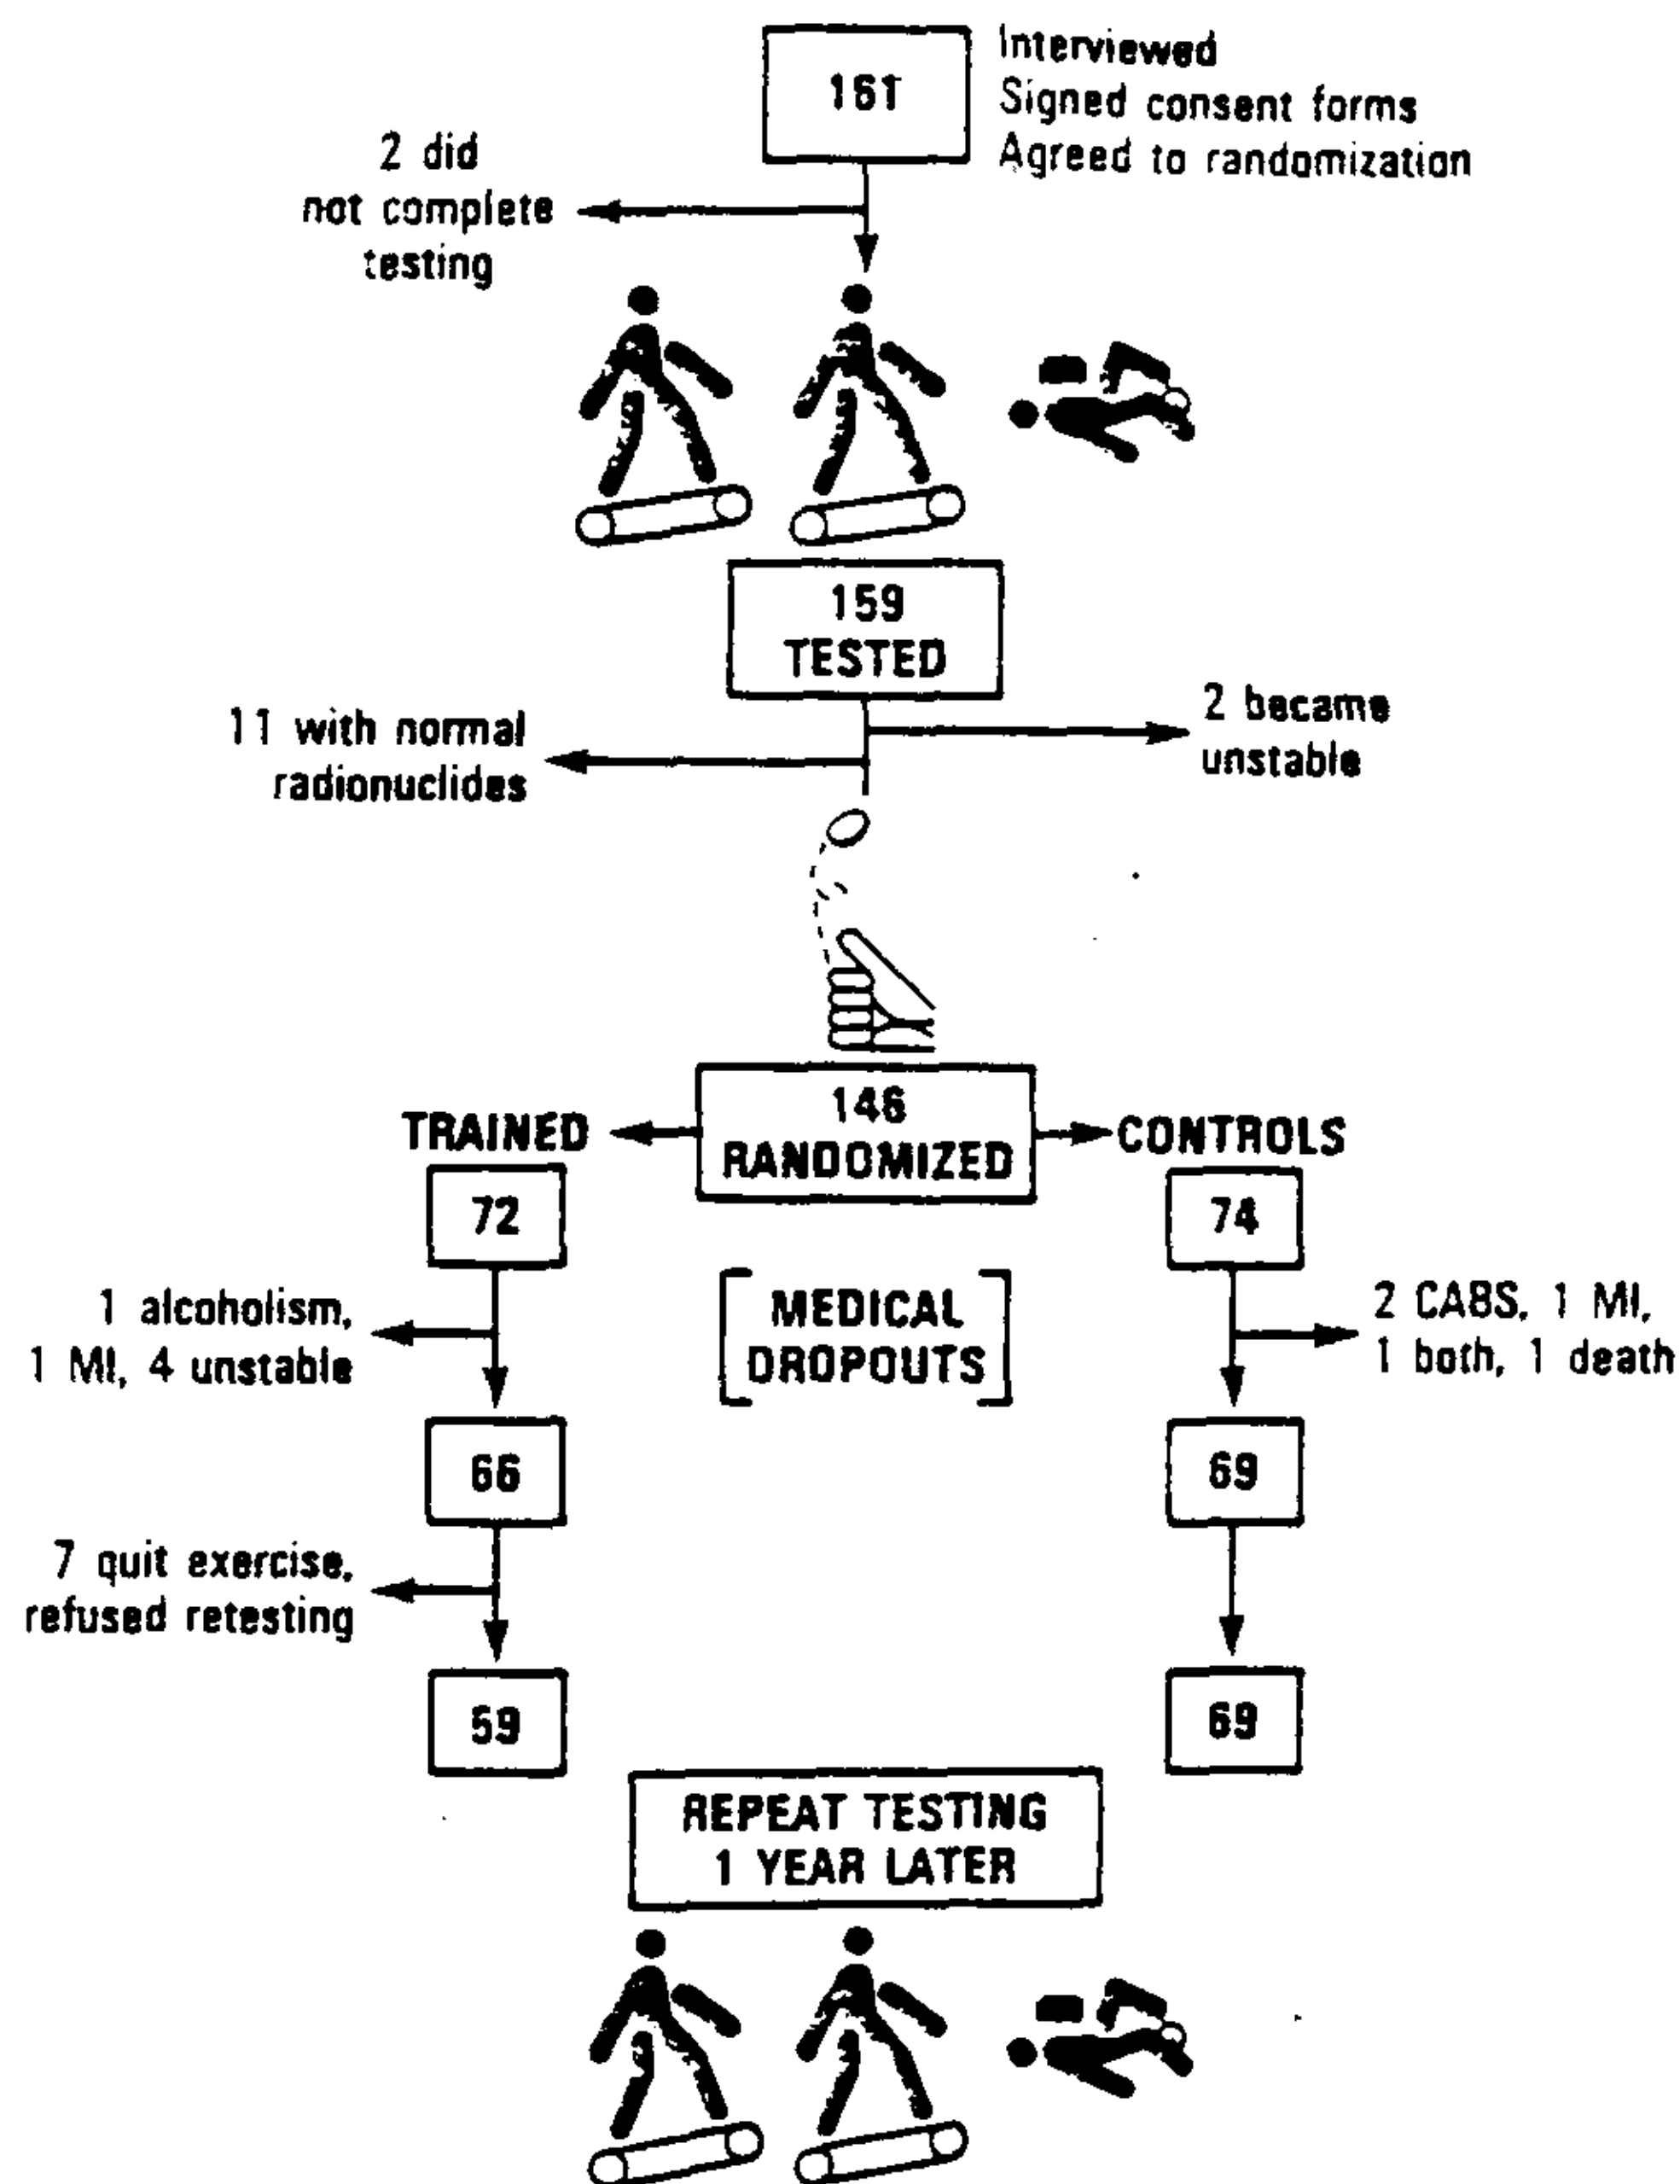 161
Interviewed
Signed consent forms
Agreed to randomization
2 did
not complete
testing
159
TESTED
11 with normal
radionuclides
2 became
unstable
146
RANDOMIZED
TRAINED
CONTROLS
72
74
1 alcoholism,
1 MI, 4 unstable
MEDICAL
DROPOUTS
2 CABS, 1 MI,
1 both, 1 death
66
69
7 quit exercise,
refused retesting
59
69
REPEAT TESTING
1 YEAR LATER